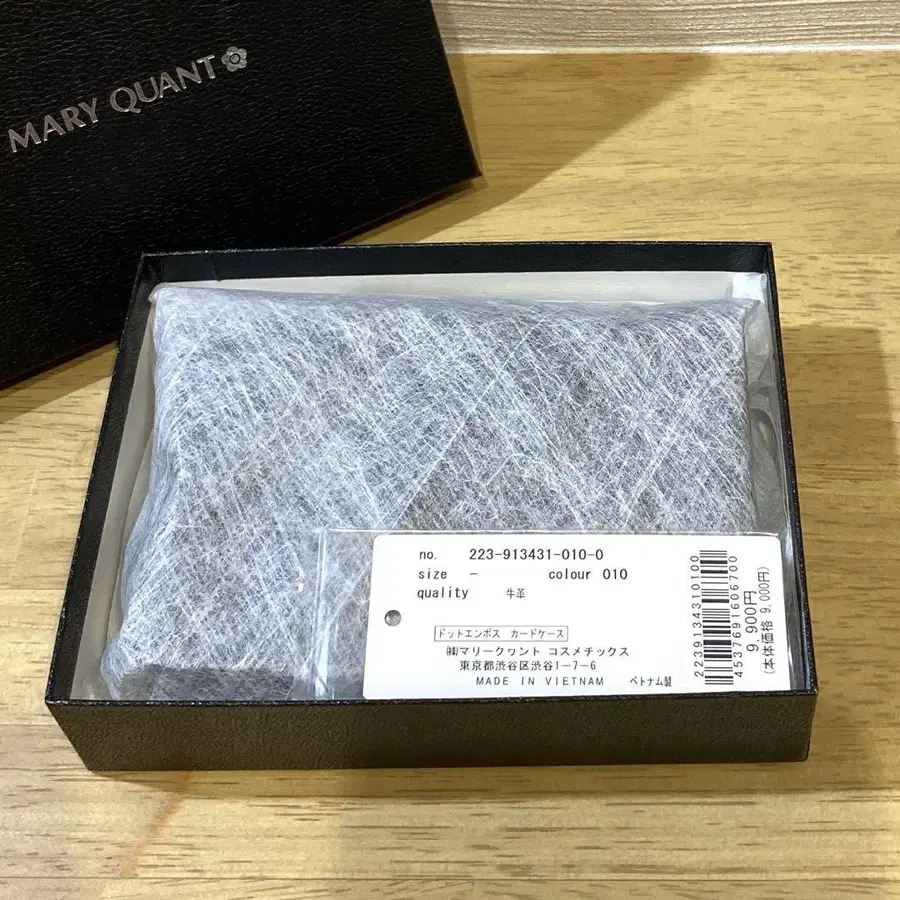 MARY QUANT
no. 223-913431-010-0
size - colour 010
quality 牛革
ドットエンボス カードケース
㈱マリークヮント コスメチックス
東京都渋谷区渋谷1-7-6
MADE IN VIETNAM ベトナム製
2239134310100
4537691606700
9,900円
(本体価格 9,000円)